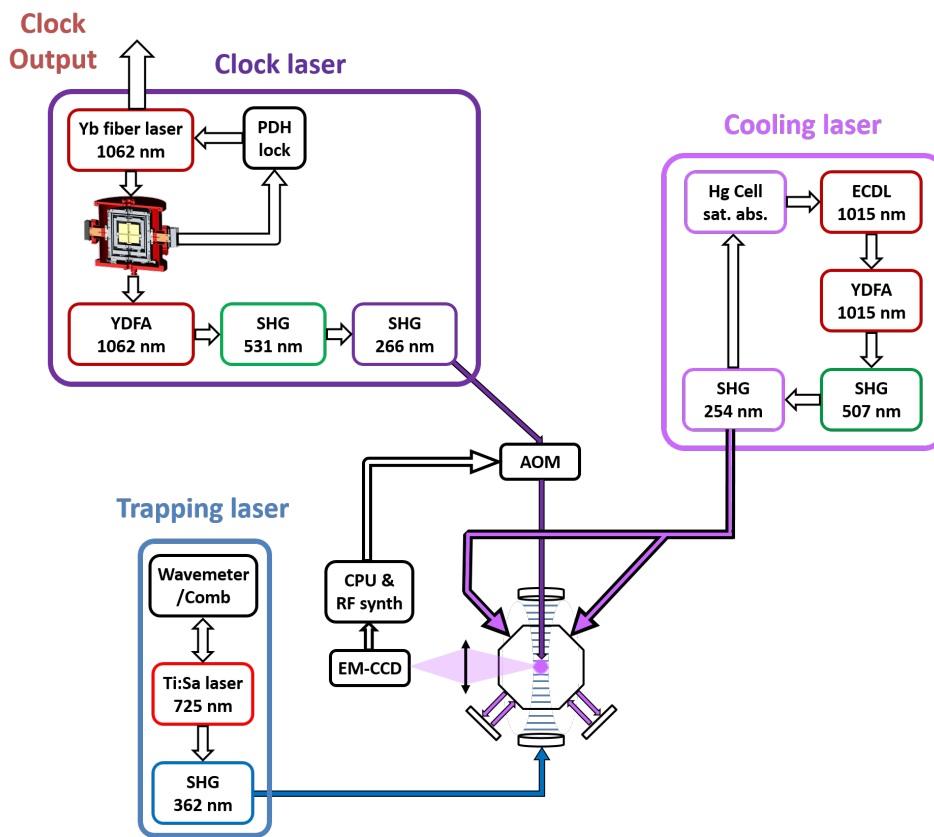 Clock
Output
Clock laser
Yb fiber laser
1062 nm
PDH
lock
YDFA
1062 nm
SHG
531 nm
SHG
266 nm
Cooling laser
Hg Cell
sat. abs.
ECDL
1015 nm
YDFA
1015 nm
SHG
254 nm
SHG
507 nm
AOM
Trapping laser
Wavemeter
/Comb
CPU &
RF synth
EM-CCD
Ti:Sa laser
725 nm
SHG
362 nm